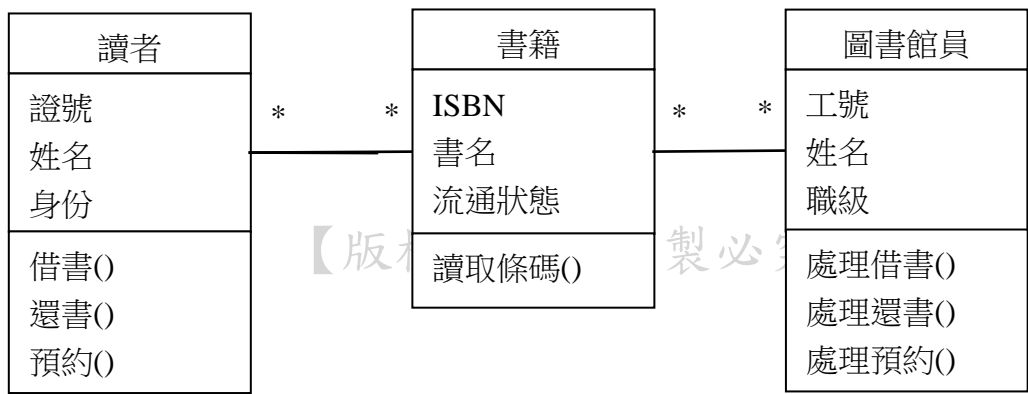 讀者
證號
姓名
身份
借書()
還書()
預約()
* *
書籍
ISBN
書名
流通狀態
讀取條碼()
* *
圖書館員
工號
姓名
職級
處理借書()
處理還書()
處理預約()
【版 製必